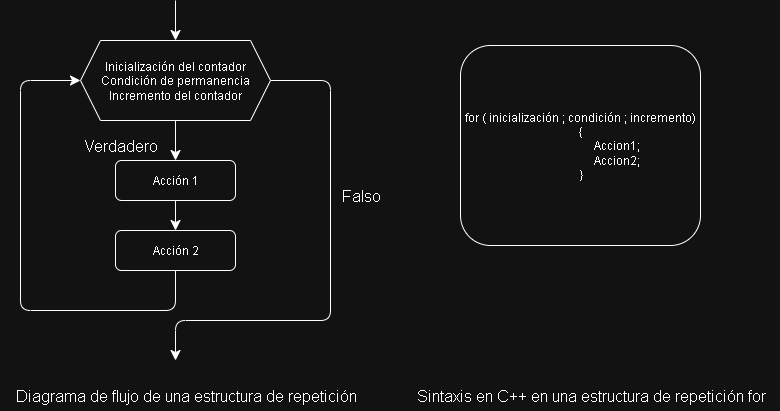 Inicialización del contador
Condición de permanencia
Incremento del contador
Verdadero
Acción 1
Acción 2
Falso
for ( inicialización ; condición ; incremento)
{
Accion1;
Accion2;
}
Diagrama de flujo de una estructura de repetición
Sintaxis en C++ en una estructura de repetición for